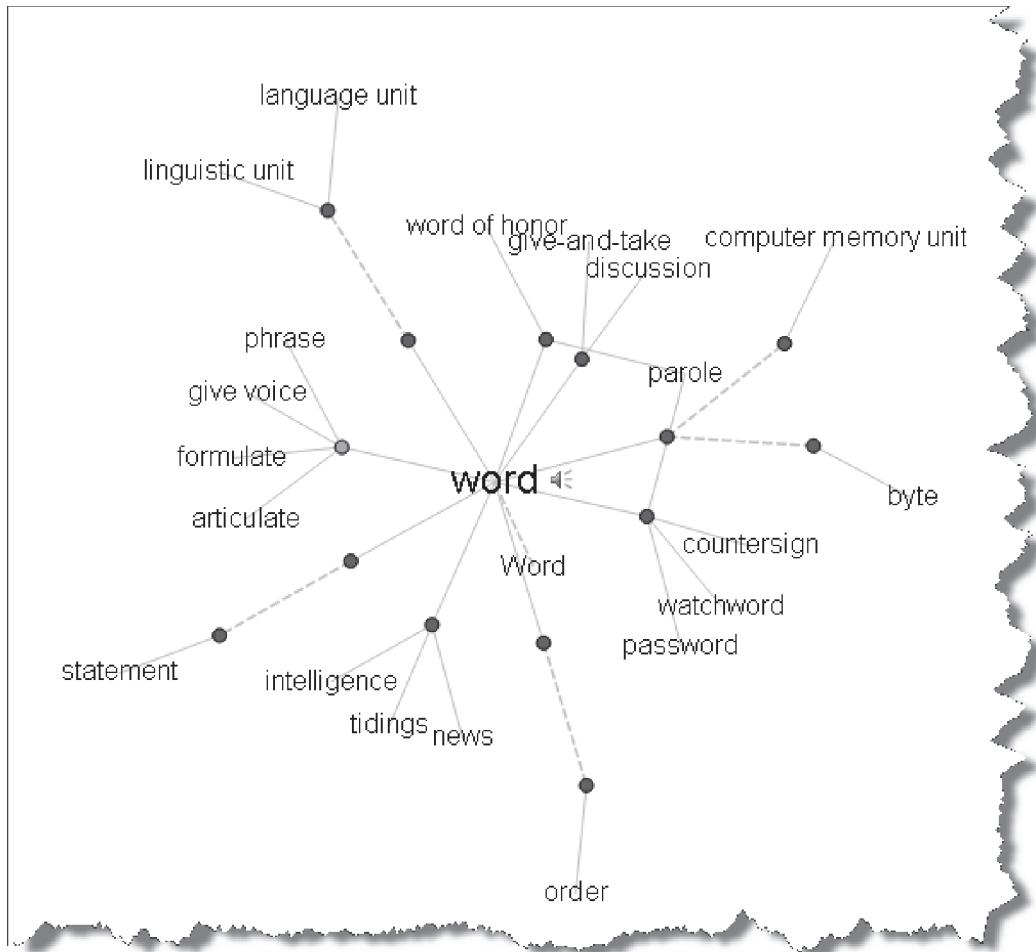 language unit
linguistic unit
word of honor
give-and-take
computer memory unit
discussion
phrase
parole
give voice
formulate
word
byte
articulate
countersign
Word
watchword
password
statement
intelligence
tidings
news
order